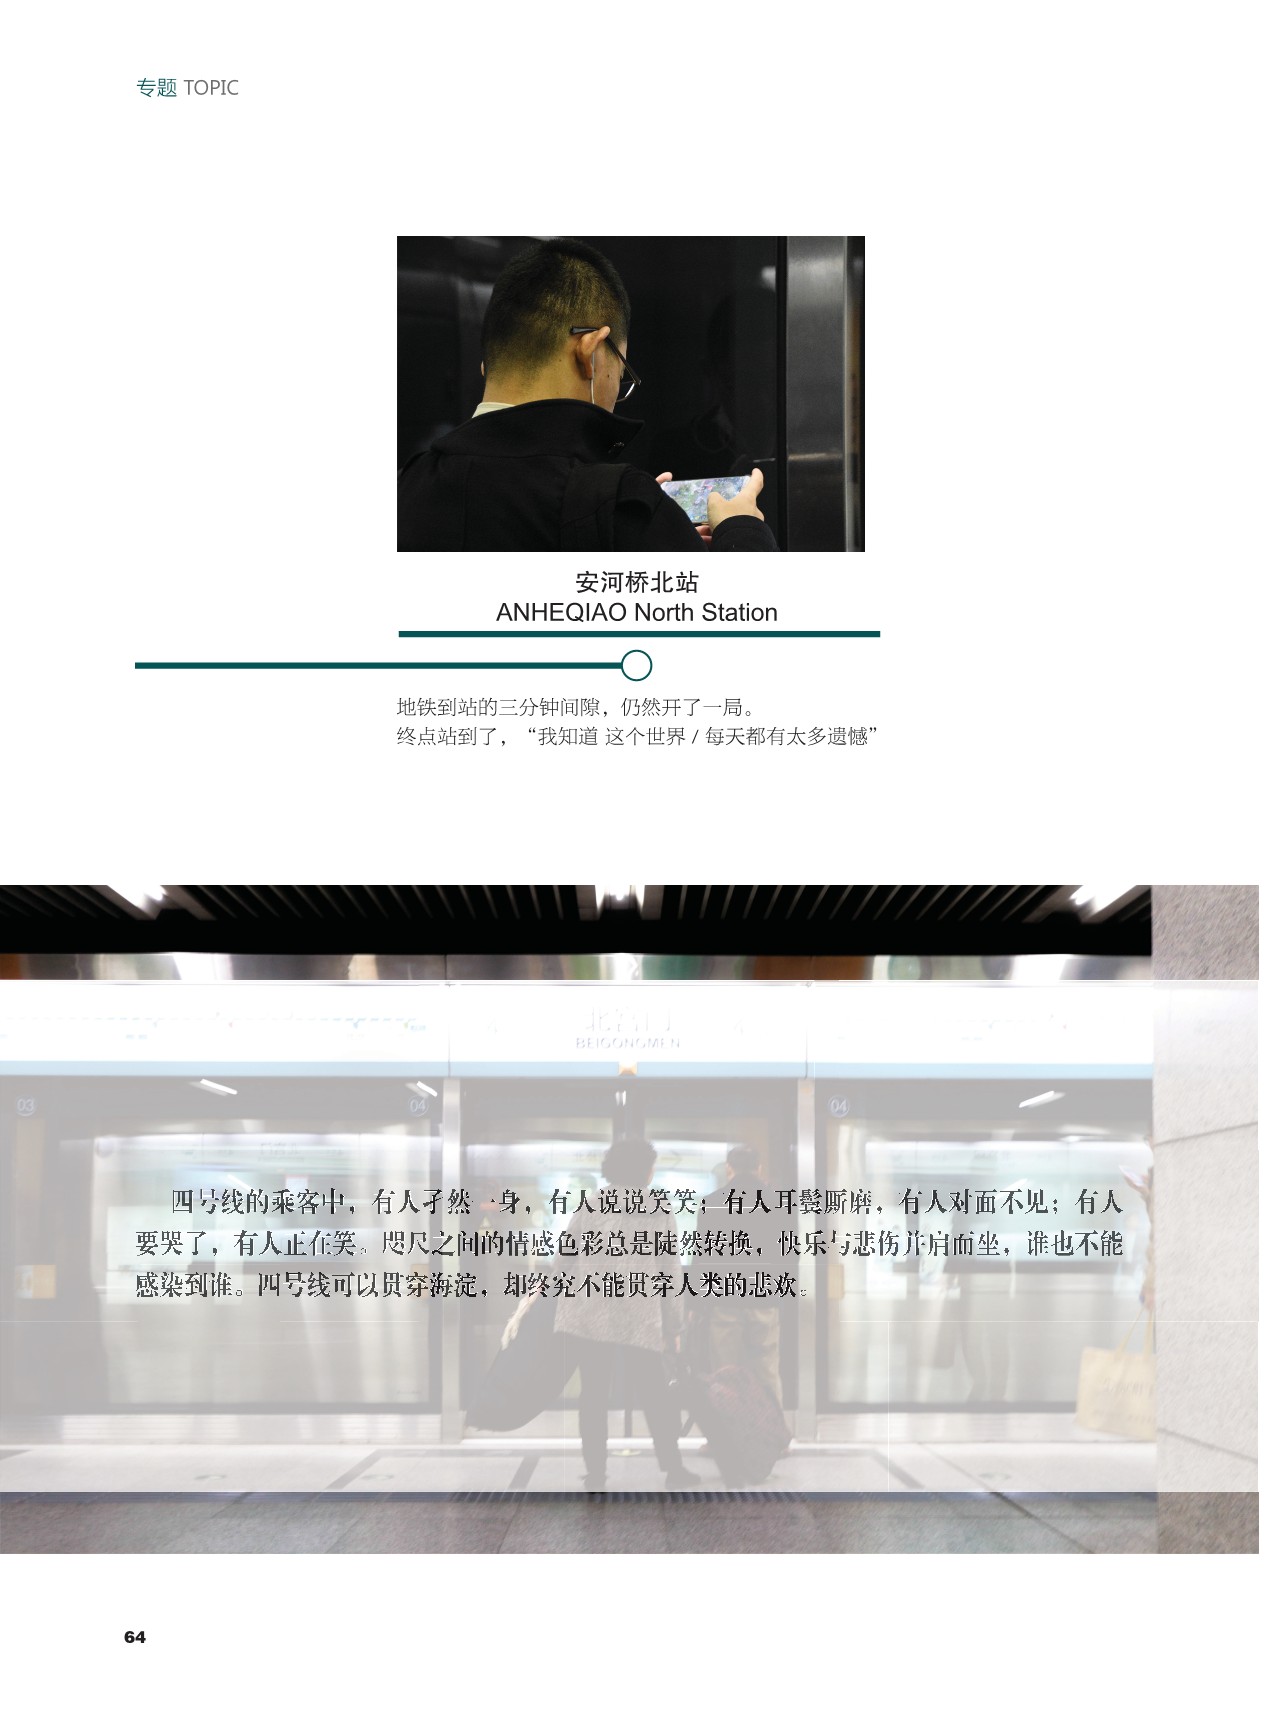 专题 TOPIC
安河桥北站
ANHEQIAO North Station
地铁到站的三分钟间隙，仍然开了一局。
终点站到了，“我知道 这个世界 / 每天都有太多遗憾”
北宫门
BEIGONGMEN
03
04
04
四号线的乘客中，有人孑然一身，有人说说笑笑；有人耳鬓厮磨，有人对面不见；有人
要哭了，有人正在笑。咫尺之间的情感色彩总是陡然转换，快乐与悲伤并肩而坐，谁也不能
感染到谁。四号线可以贯穿海淀，却终究不能贯穿人类的悲欢。
64